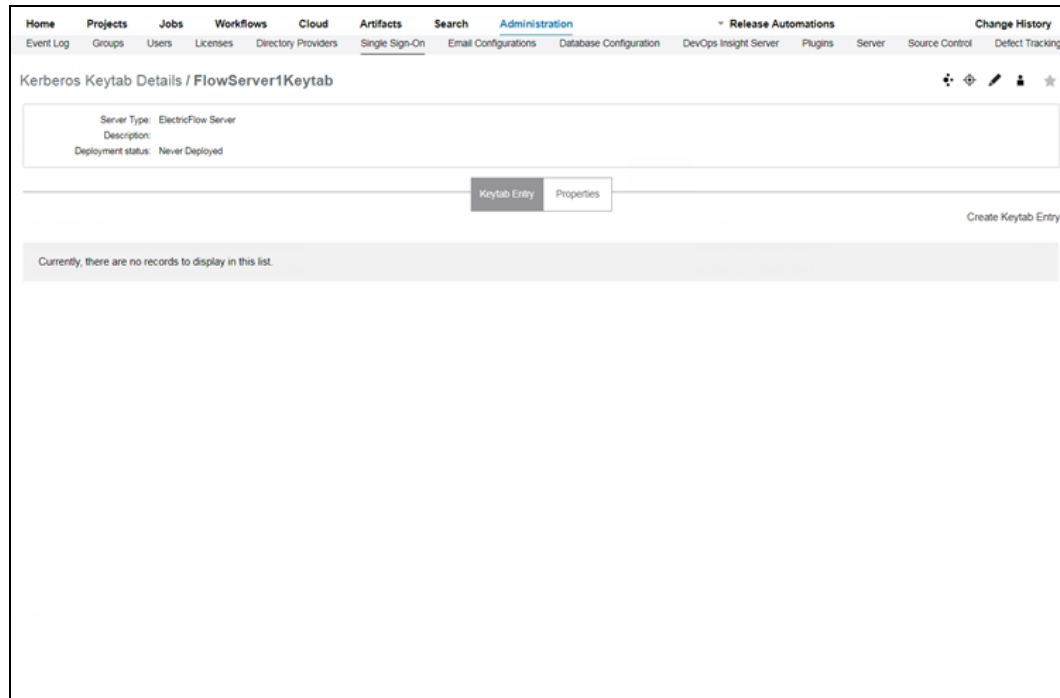 Home Projects Jobs Workflows Cloud Artifacts Search Administration Release Automations Change History
Event Log Groups Users Licenses Directory Providers Single Sign-On Email Configurations Database Configuration DevOps Insight Server Plugins Server Source Control Defect Tracking
Kerberos Keytab Details / FlowServer1Keytab
Server Type: ElectricFlow Server
Description:
Deployment status: Never Deployed
Keytab Entry Properties
Create Keytab Entry
Currently, there are no records to display in this list.